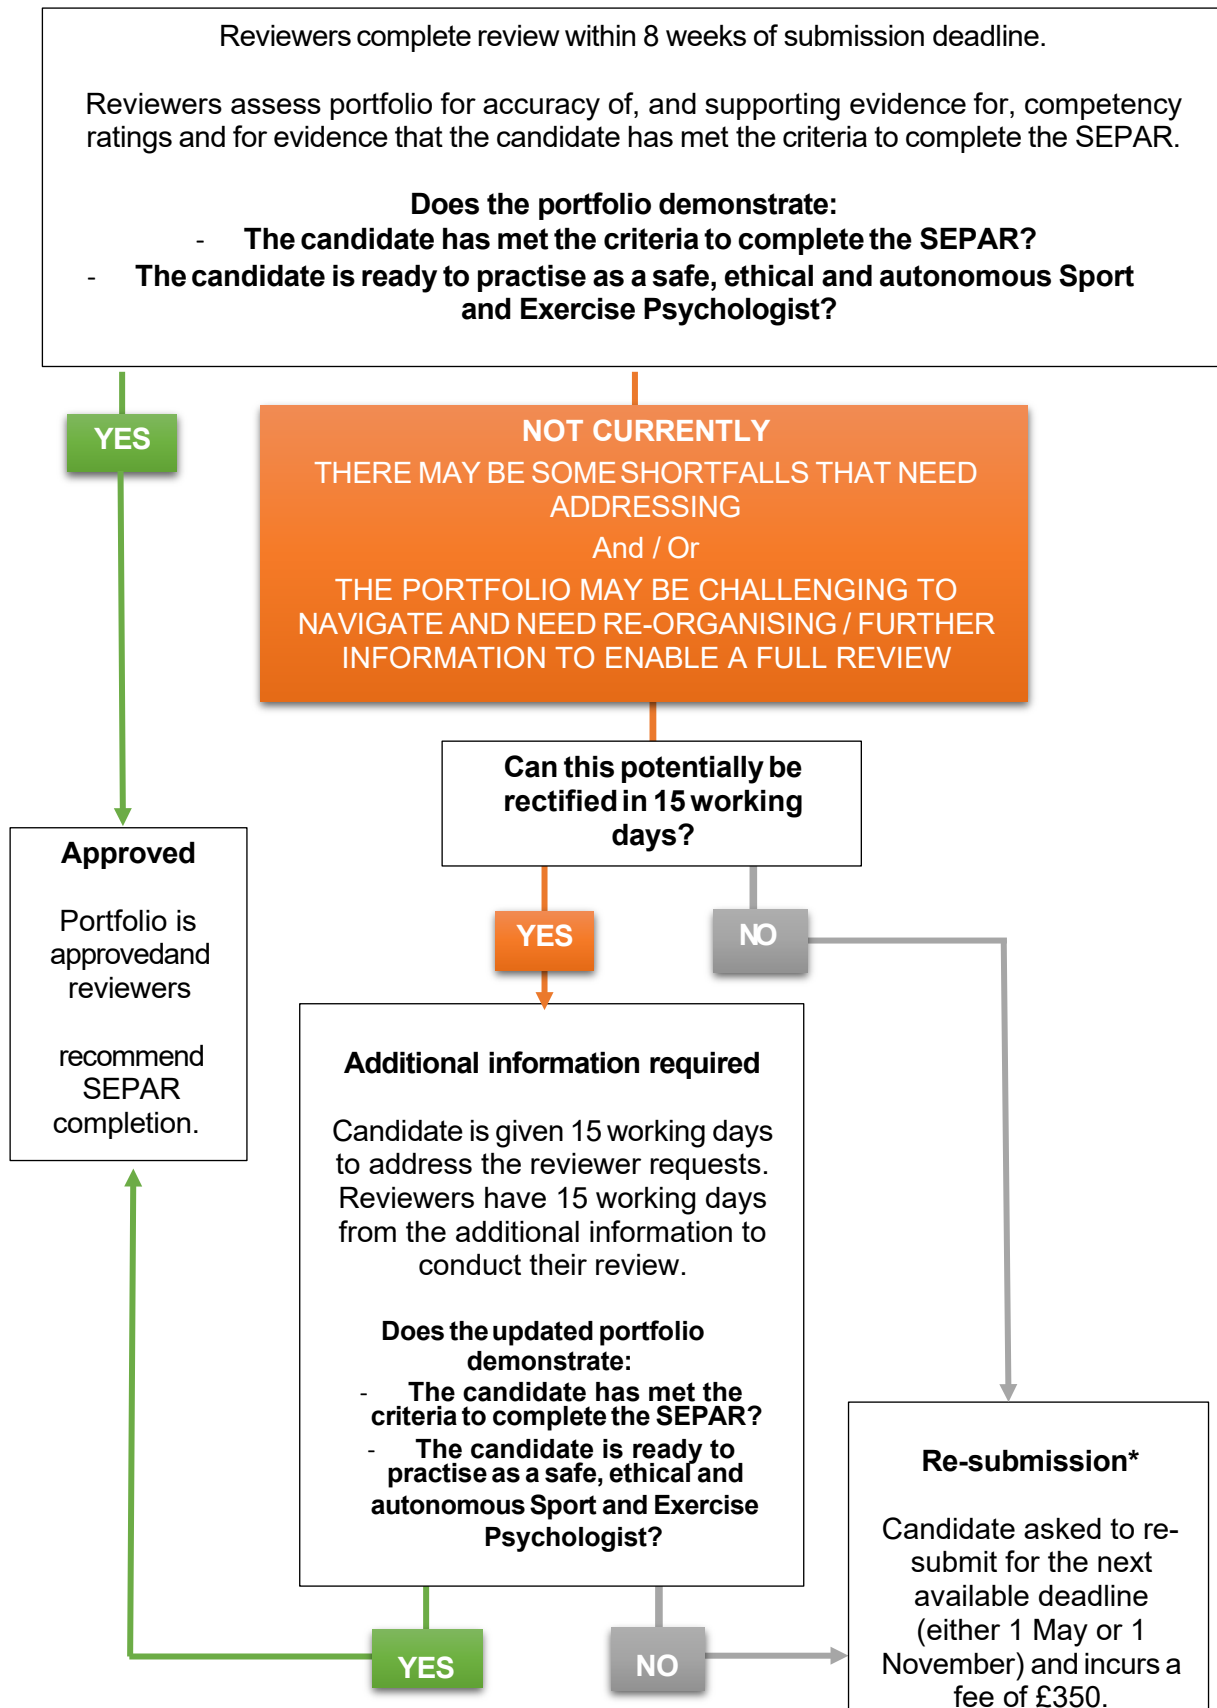 Reviewers complete review within 8 weeks of submission deadline.
Reviewers assess portfolio for accuracy of, and supporting evidence for, competency
ratings and for evidence that the candidate has met the criteria to complete the SEPAR.
Does the portfolio demonstrate:
- The candidate has met the criteria to complete the SEPAR?
- The candidate is ready to practise as a safe, ethical and autonomous Sport
and Exercise Psychologist?
YES
NOT CURRENTLY
THERE MAY BE SOME SHORTFALLS THAT NEED
ADDRESSING
And / Or
THE PORTFOLIO MAY BE CHALLENGING TO
NAVIGATE AND NEED RE-ORGANISING / FURTHER
INFORMATION TO ENABLE A FULL REVIEW
Can this potentially be
rectified in 15 working
days?
Approved
Portfolio is
approvedand
reviewers
recommend
SEPAR
completion.
YES
NO
Additional information required
Candidate is given 15 working days
to address the reviewer requests.
Reviewers have 15 working days
from the additional information to
conduct their review.
Does the updated portfolio
demonstrate:
- The candidate has met the
criteria to complete the SEPAR?
- The candidate is ready to
practise as a safe, ethical and
autonomous Sport and Exercise
Psychologist?
YES
NO
Re-submission*
Candidate asked to re-
submit for the next
available deadline
(either 1 May or 1
November) and incurs a
fee of £350.